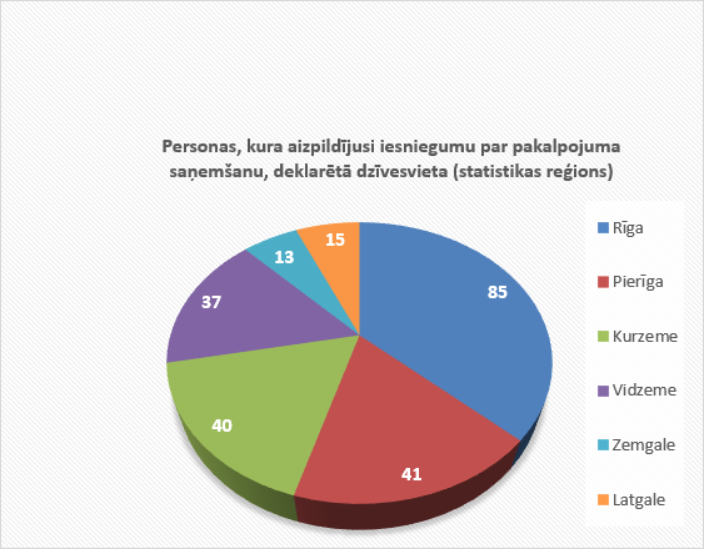 Personas, kura aizpildījusi iesniegumu par pakalpojuma
saņemšanu, deklarētā dzīvesvieta (statistikas reģions)
15
13
85
37
40
41
Rīga
Pierīga
Kurzeme
Vidzeme
Zemgale
Latgale